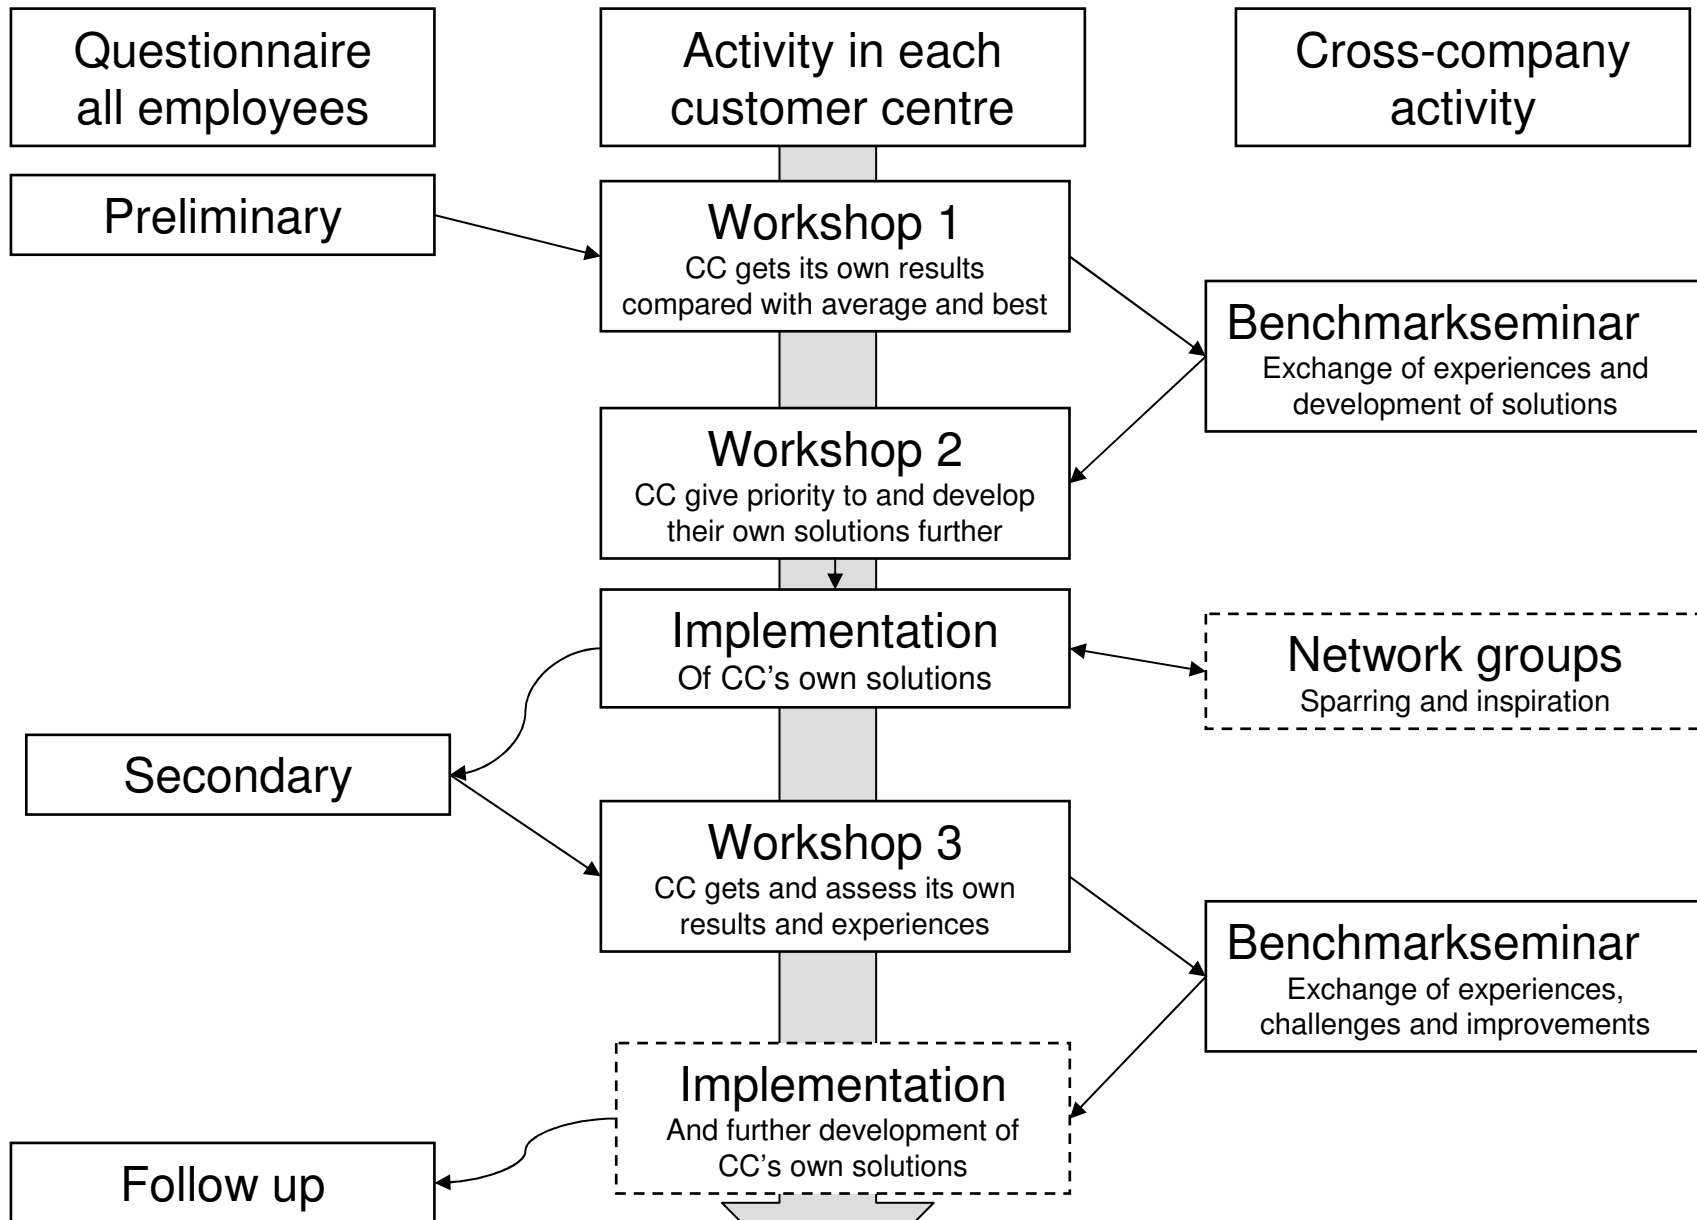 Questionnaire
all employees
Activity in each
customer centre
Cross-company
activity
Preliminary
Workshop 1
CC gets its own results
compared with average and best
Benchmarkseminar
Exchange of experiences and
development of solutions
Workshop 2
CC give priority to and develop
their own solutions further
Implementation
Of CC’s own solutions
Network groups
Sparring and inspiration
Secondary
Workshop 3
CC gets and assess its own
results and experiences
Benchmarkseminar
Exchange of experiences,
challenges and improvements
Implementation
And further development of
CC’s own solutions
Follow up